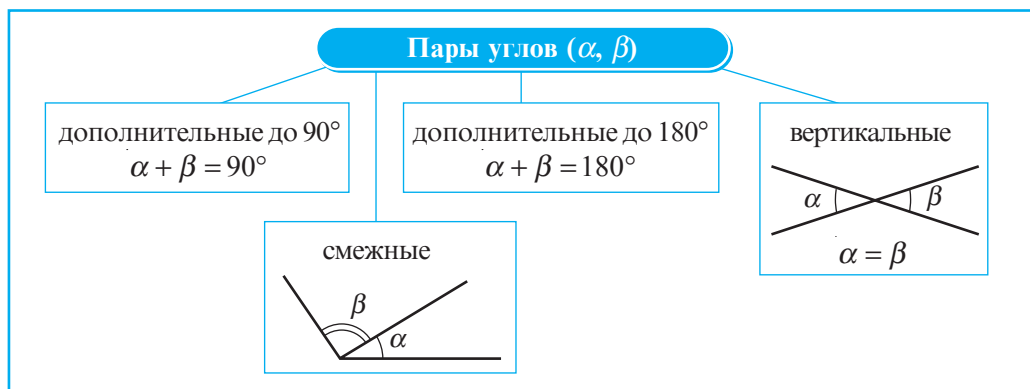 Пары углов (α, β)
дополнительные до 90°
α + β = 90°
дополнительные до 180°
α + β = 180°
вертикальные
α
β
α = β
смежные
β
α